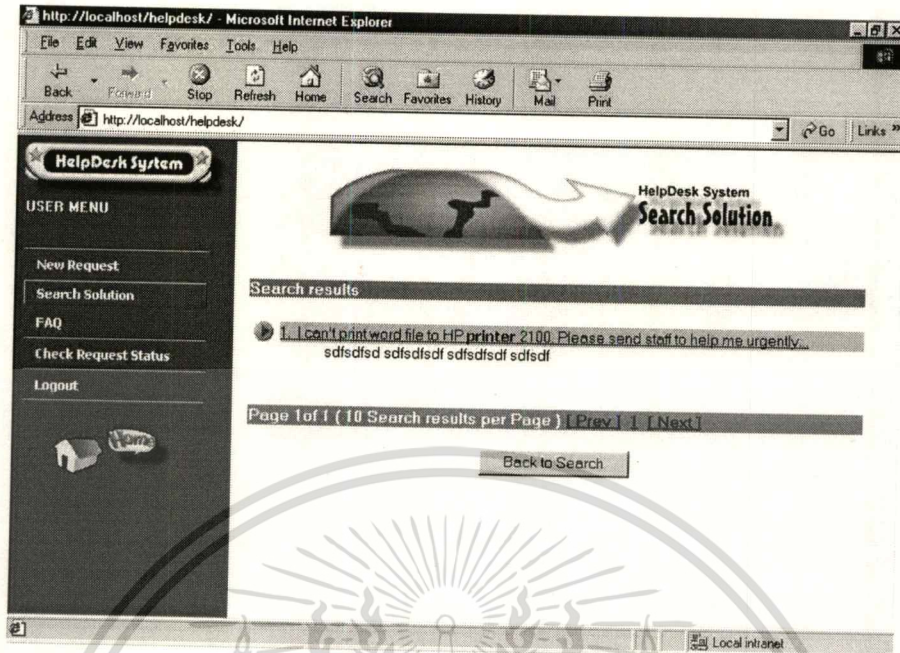 http://localhost/helpdesk/ - Microsoft Internet Explorer
File Edit View Favorites Tools Help
Back Forward Stop Refresh Home Search Favorites History Mail Print
Address http://localhost/helpdesk/ Go Links »
HelpDesk System
USER MENU
New Request
Search Solution
FAQ
Check Request Status
Logout
Home
HelpDesk System
Search Solution
Search results
1. I can't print word file to HP printer 2100. Please send staff to help me urgently...
sdfsdfsd sdfsdfsdf sdfsdfsdf sdfsdf
Page 1of 1 ( 10 Search results per Page ) [ Prev ] 1 [ Next ]
Back to Search
Local intranet